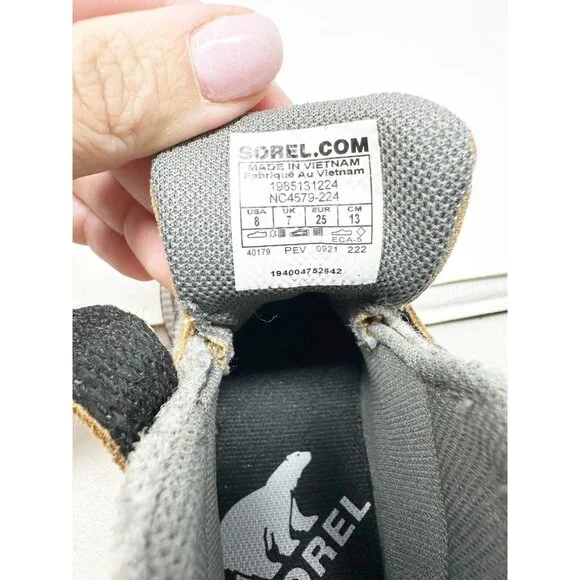 SOREL.COM
MADE IN VIETNAM
Fabriqué Au Vietnam
1985131224
NC4579-224
USA UK EUR CM
8 7 25 13
ECA-5
40179 PEV 0921 222
194004752642
SOREL